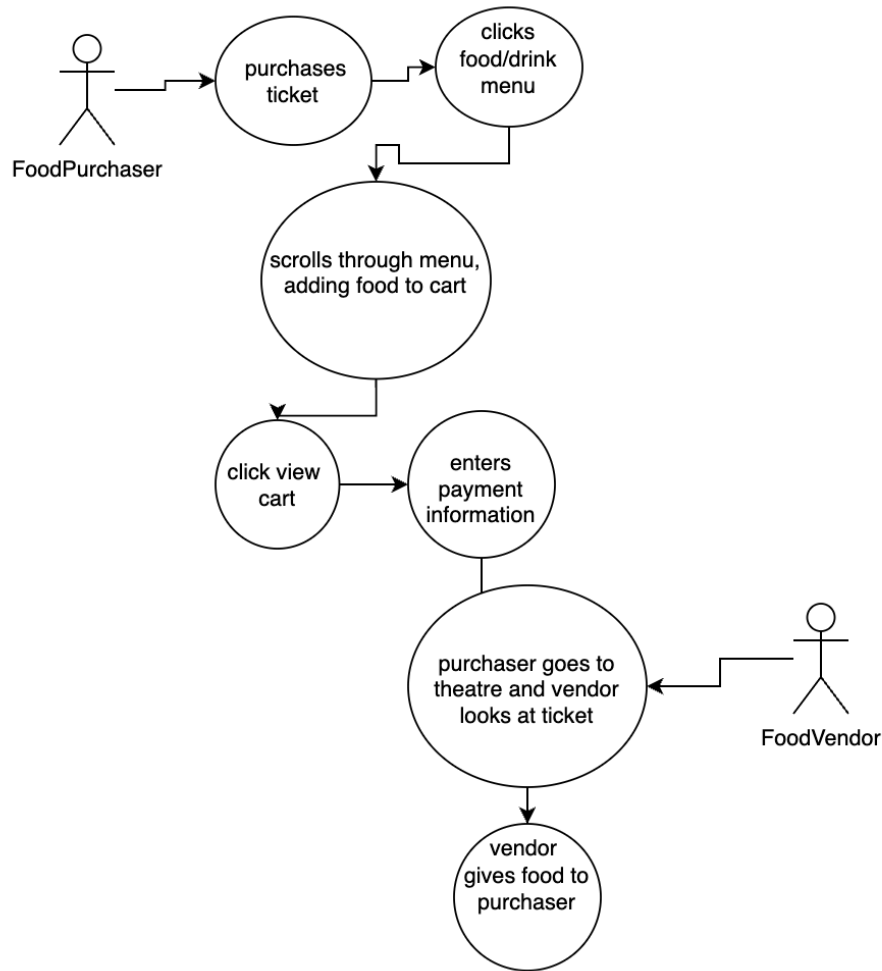 purchases
ticket
clicks
food/drink
menu
FoodPurchaser
scrolls through menu,
adding food to cart
click view
cart
enters
payment
information
purchaser goes to
theatre and vendor
looks at ticket
FoodVendor
vendor
gives food to
purchaser